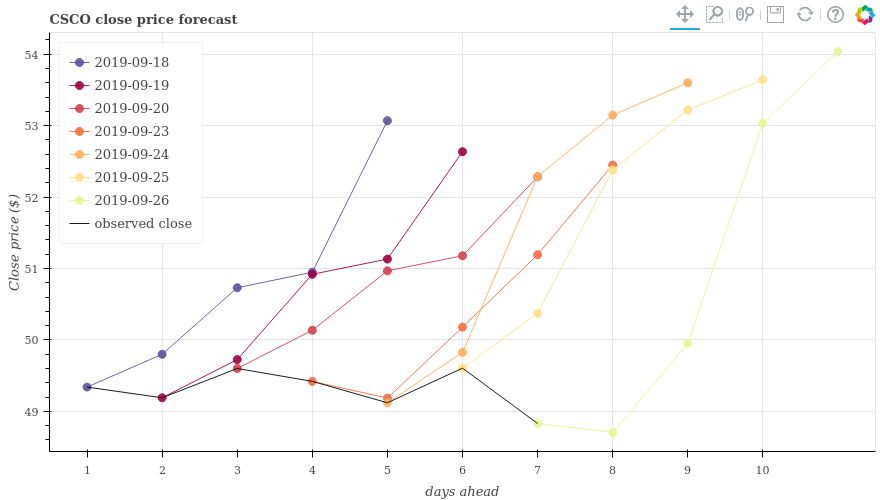 CSCO close price forecast
54
53
52
51
50
49
Close price ($)
2019-09-18
2019-09-19
2019-09-20
2019-09-23
2019-09-24
2019-09-25
2019-09-26
observed close
1 2 3 4 5 6 7 8 9 10
days ahead